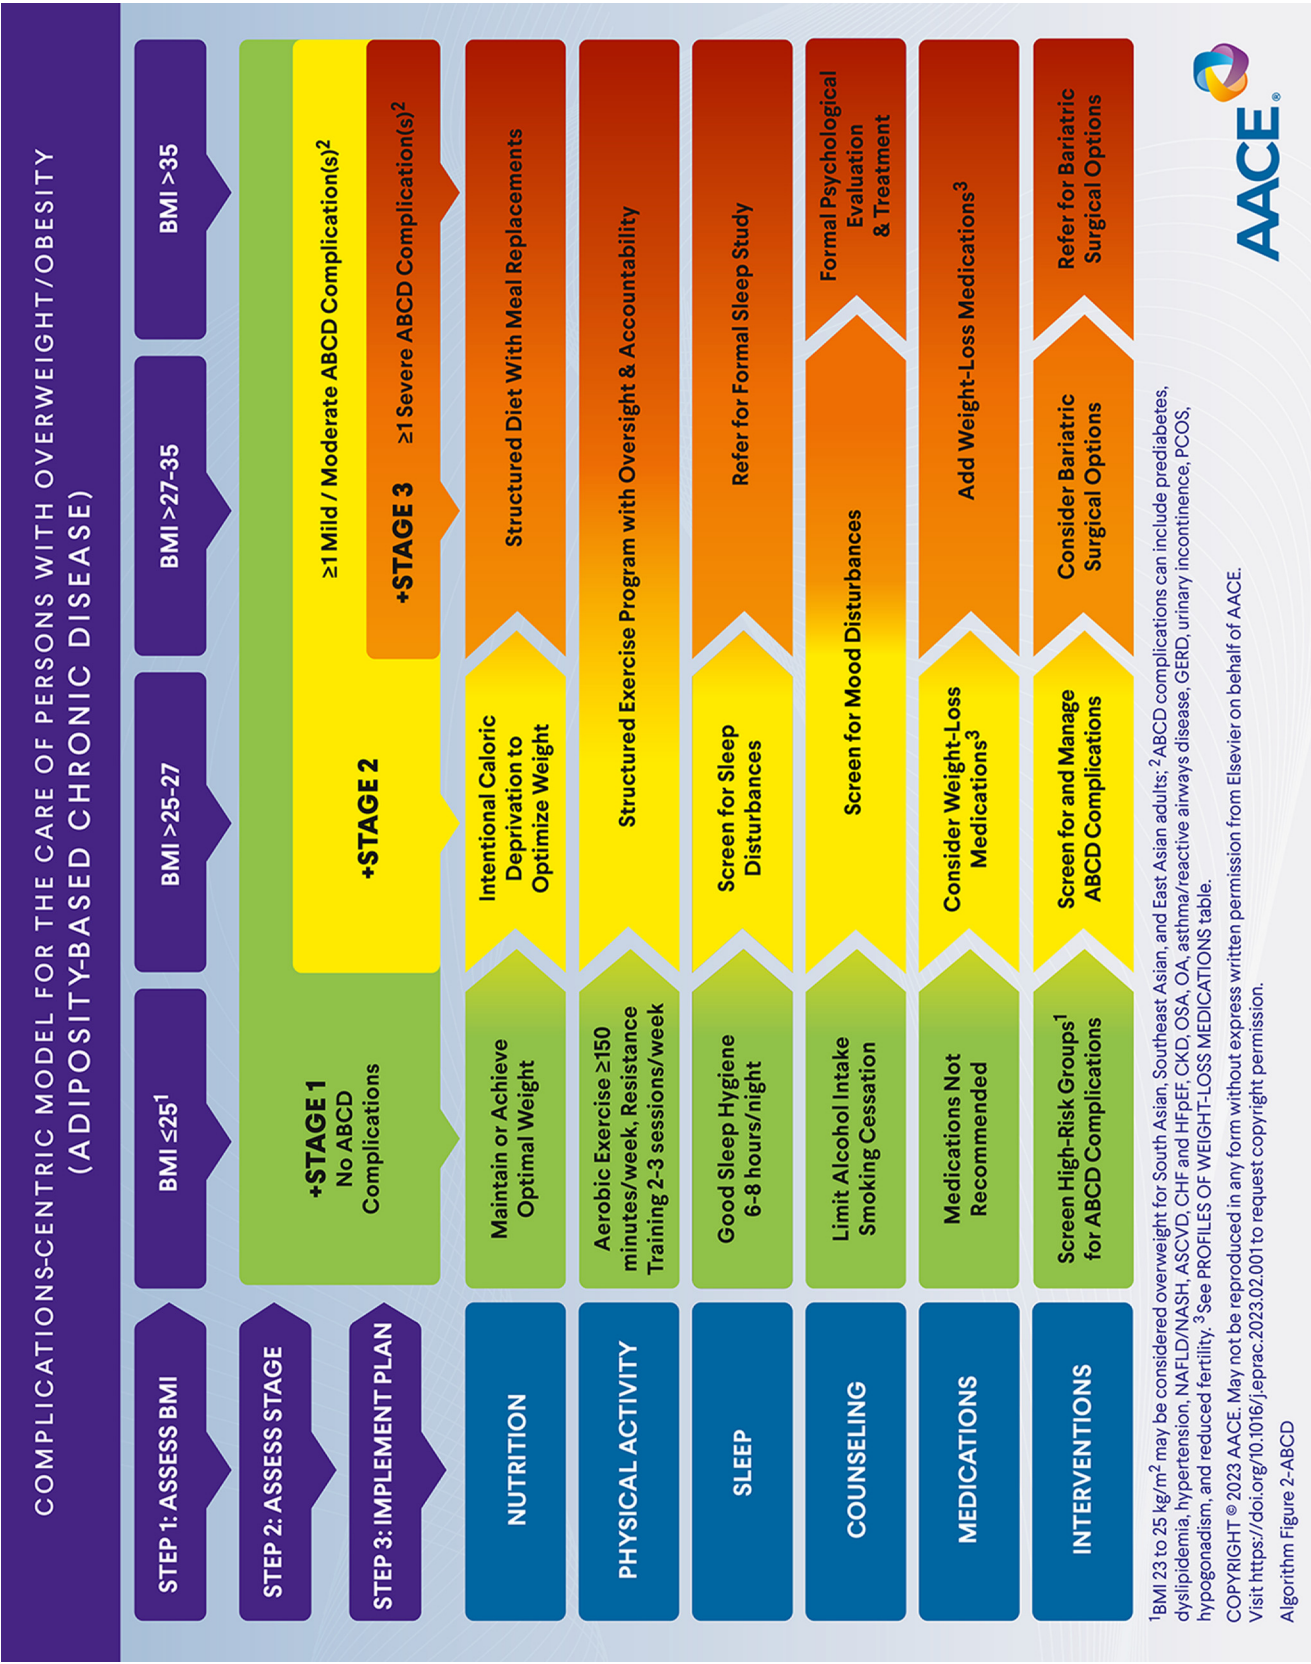 COMPLICATIONS-CENTRIC MODEL FOR THE CARE OF PERSONS WITH OVERWEIGHT/OBESITY
(ADIPOSITY-BASED CHRONIC DISEASE)
STEP 1: ASSESS BMI
BMI ≤25¹
BMI >25-27
BMI >27-35
BMI >35
STEP 2: ASSESS STAGE
+STAGE 1
No ABCD
Complications
+STAGE 2
≥1 Mild / Moderate ABCD Complication(s)²
+STAGE 3
≥1 Severe ABCD Complication(s)²
STEP 3: IMPLEMENT PLAN
NUTRITION
Maintain or Achieve
Optimal Weight
Intentional Caloric
Deprivation to
Optimize Weight
Structured Diet With Meal Replacements
PHYSICAL ACTIVITY
Aerobic Exercise ≥150
minutes/week, Resistance
Training 2-3 sessions/week
Structured Exercise Program with Oversight & Accountability
SLEEP
Good Sleep Hygiene
6-8 hours/night
Screen for Sleep
Disturbances
Refer for Formal Sleep Study
COUNSELING
Limit Alcohol Intake
Smoking Cessation
Screen for Mood Disturbances
Formal Psychological
Evaluation
& Treatment
MEDICATIONS
Medications Not
Recommended
Consider Weight-Loss
Medications³
Add Weight-Loss Medications³
INTERVENTIONS
Screen High-Risk Groups¹
for ABCD Complications
Screen for and Manage
ABCD Complications
Consider Bariatric
Surgical Options
Refer for Bariatric
Surgical Options
¹BMI 23 to 25 kg/m² may be considered overweight for South Asian, Southeast Asian, and East Asian adults; ²ABCD complications can include prediabetes,
dyslipidemia, hypertension, NAFLD/NASH, ASCVD, CHF and HFpEF, CKD, OSA, OA, asthma/reactive airways disease, GERD, urinary incontinence, PCOS,
hypogonadism, and reduced fertility. ³See PROFILES OF WEIGHT-LOSS MEDICATIONS table.
COPYRIGHT © 2023 AACE. May not be reproduced in any form without express written permission from Elsevier on behalf of AACE.
Visit https://doi.org/10.1016/j.eprac.2023.02.001 to request copyright permission.
Algorithm Figure 2-ABCD
AACE®